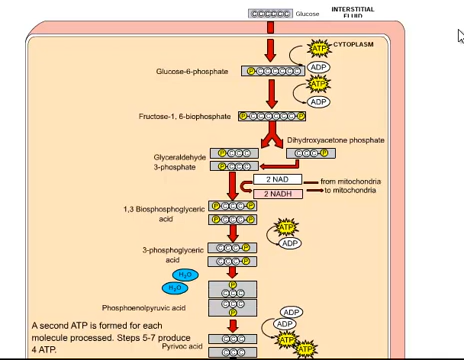 Glucose
INTERSTITIAL
FLUID
CYTOPLASM
ATP
ADP
Glucose-6-phosphate
P C C C C C C
ATP
ADP
Fructose-1, 6-biophosphate
P C C C C C C P
Dihydroxyacetone phosphate
Glyceraldehyde
3-phosphate
P C C C
C C C P
P C C C
2 NAD
from mitochondria
2 NADH
to mitochondria
1,3 Biosphosphoglyceric
acid
P C C C P
P C C C P
ATP
ADP
3-phosphoglyceric
acid
C C C P
C C C P
H2O
H2O
P
C C C
C C C
P
Phosphoenolpyruvic acid
ADP
ADP
ATP
ATP
A second ATP is formed for each
molecule processed. Steps 5-7 produce
4 ATP.
Pyrivoc acid
C C C
C C C